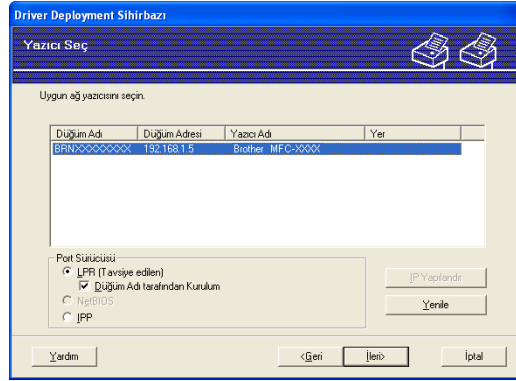 Driver Deployment Sihirbazı
Yazıcı Seç
Uygun ağ yazıcısını seçin.
Düğüm Adı Düğüm Adresi Yazıcı Adı Yer
BRNXXXXXXXX 192.168.1.5 Brother MFC-XXXX
Port Sürücüsü
LPR (Tavsiye edilen)
Düğüm Adı tarafından Kurulum
NetBIOS
IPP
IP Yapılandır
Yenile
Yardım <Geri İleri> İptal